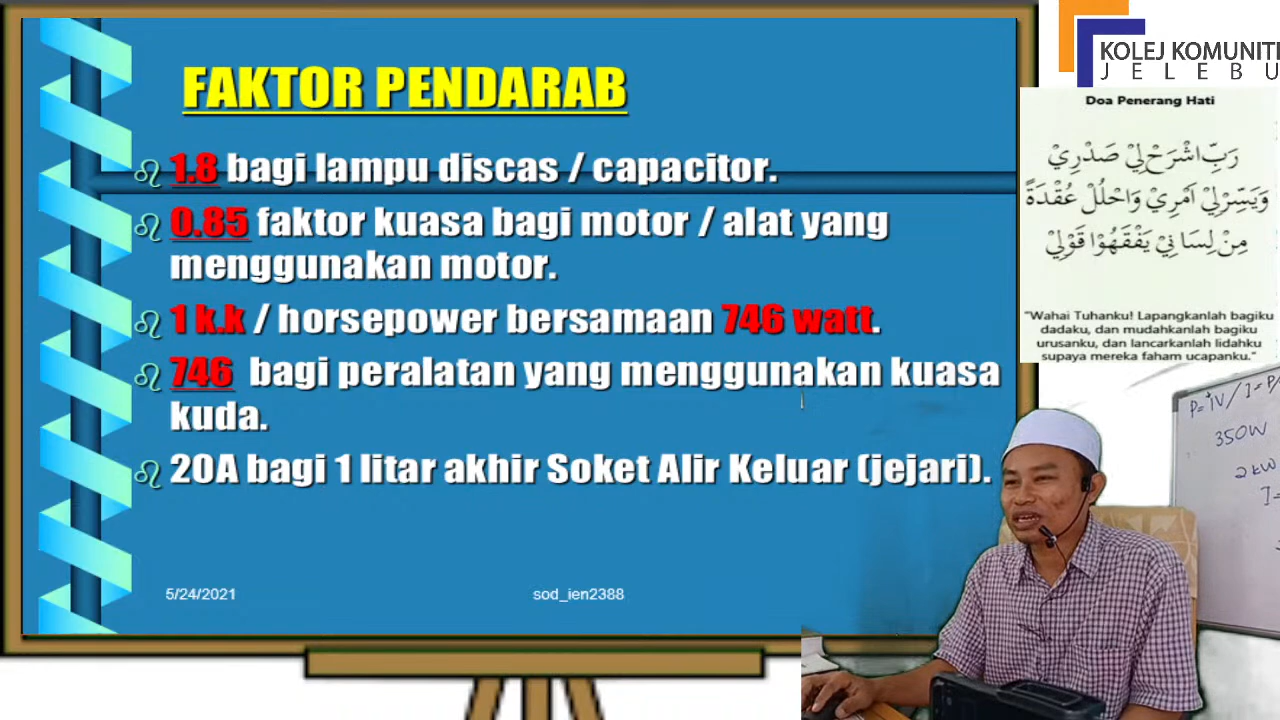 FAKTOR PENDARAB
1.8 bagi lampu discas / capacitor.
0.85 faktor kuasa bagi motor / alat yang
menggunakan motor.
1 k.k / horsepower bersamaan 746 watt.
746 bagi peralatan yang menggunakan kuasa
kuda.
20A bagi 1 litar akhir Soket Alir Keluar (jejari).
5/24/2021
sod_ien2388
KOLEJ KOMUNITI
JELEBU
Doa Penerang Hati
رَبِّ اشْرَحْ لِيْ صَدْرِيْ
وَيَسِّرْ لِيْ اَمْرِيْ وَاحْلُلْ عُقْدَةً
مِنْ لِسَانِيْ يَفْقَهُوْا قَوْلِيْ
"Wahai Tuhanku! Lapangkanlah bagiku
dadaku, dan mudahkanlah bagiku
urusanku, dan lancarkanlah lidahku
supaya mereka faham ucapanku."
P=IV / I=P/
350W
2kW
I=